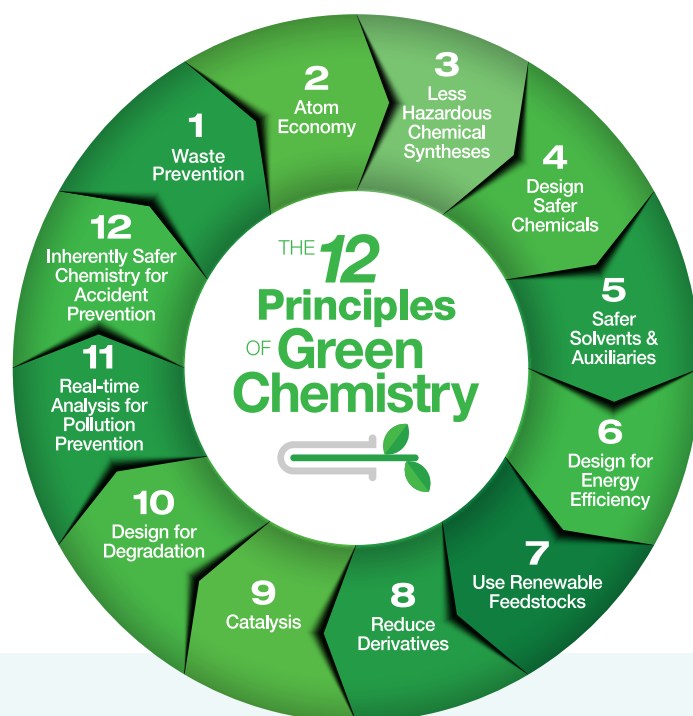 THE 12
Principles
OF Green
Chemistry
1
Waste
Prevention
2
Atom
Economy
3
Less
Hazardous
Chemical
Syntheses
4
Design
Safer
Chemicals
5
Safer
Solvents &
Auxiliaries
6
Design for
Energy
Efficiency
7
Use Renewable
Feedstocks
8
Reduce
Derivatives
9
Catalysis
10
Design for
Degradation
11
Real-time
Analysis for
Pollution
Prevention
12
Inherently Safer
Chemistry for
Accident
Prevention